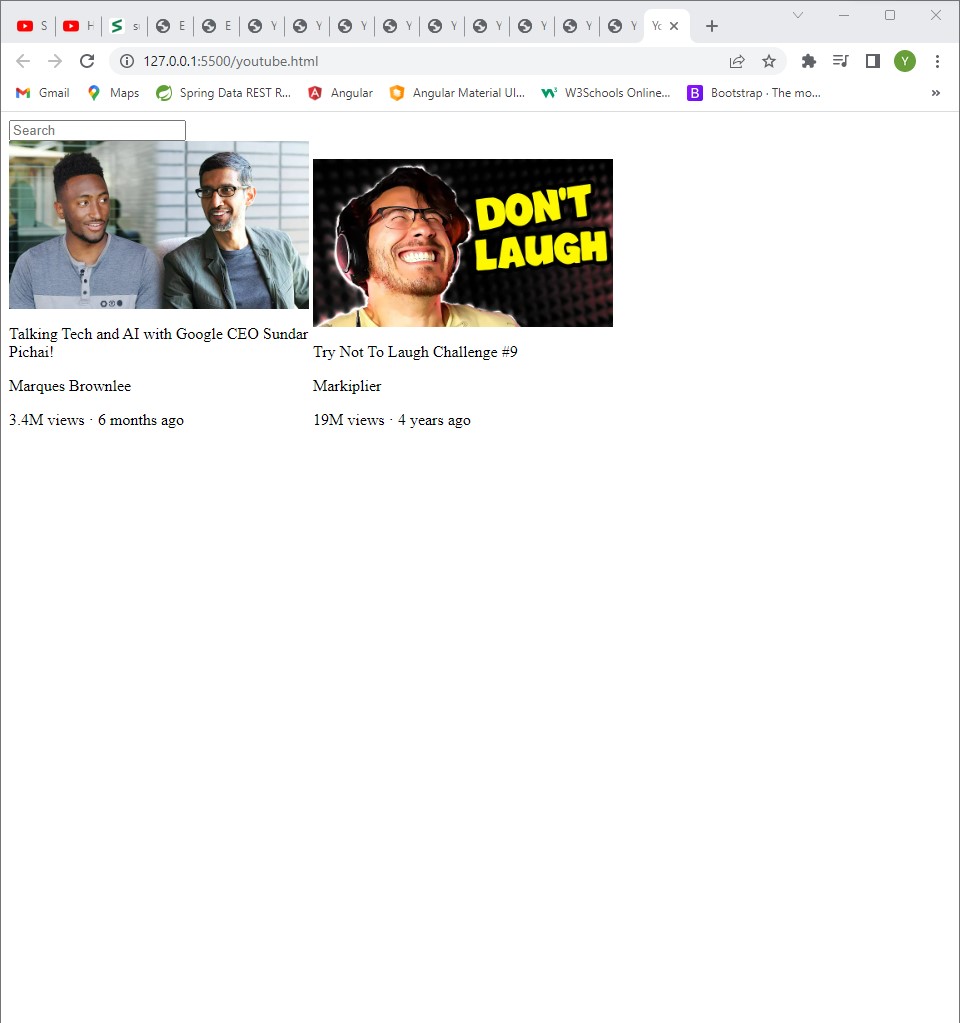 S
H
s
E
E
Y
Y
Y
Y
Y
Y
Y
Y
Y
Yo
127.0.0.1:5500/youtube.html
Y
Gmail
Maps
Spring Data REST R...
Angular
Angular Material UI...
W3Schools Online...
B
Bootstrap · The mo...
»
Search
DON'T
LAUGH
Talking Tech and AI with Google CEO Sundar
Pichai!
Marques Brownlee
3.4M views · 6 months ago
Try Not To Laugh Challenge #9
Markiplier
19M views · 4 years ago